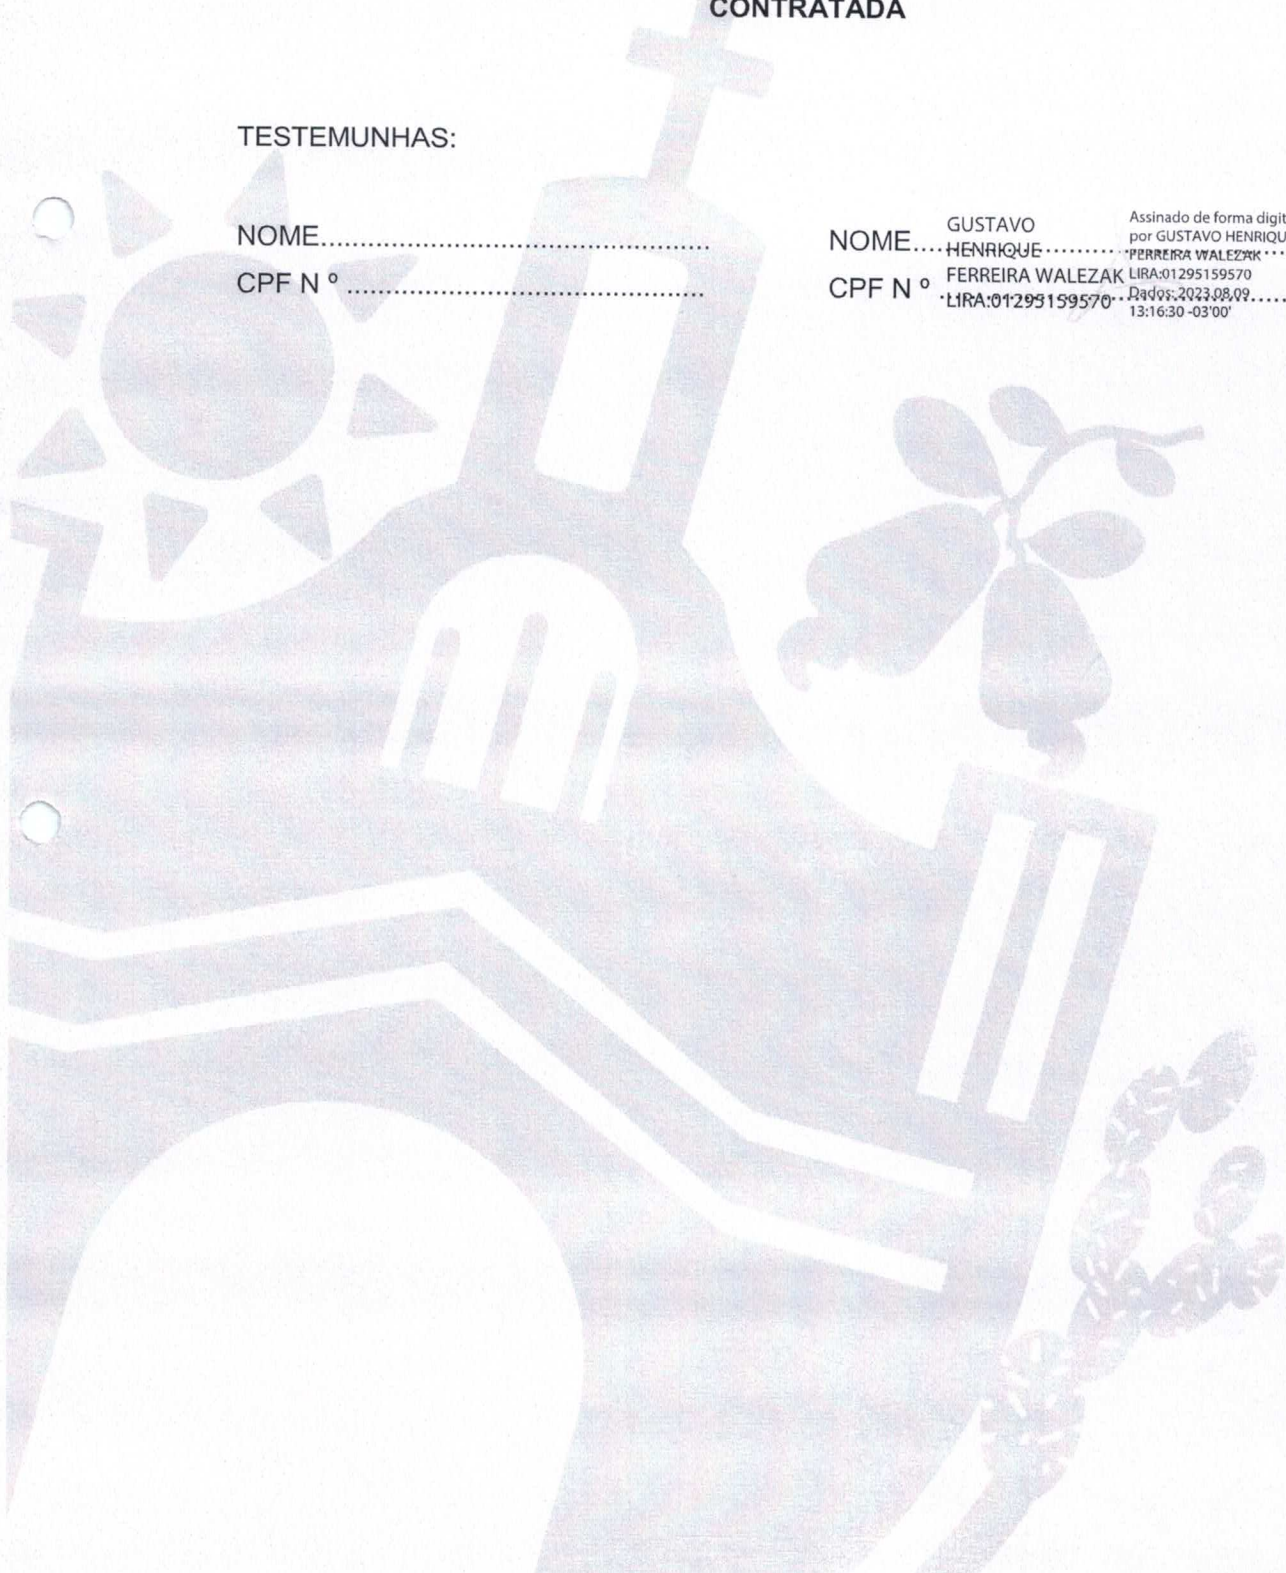 CONTRATADA
TESTEMUNHAS:
NOME..........................................
CPF N º .......................................
NOME....
CPF N º
GUSTAVO
HENRIQUE
FERREIRA WALEZAK
LIRA:01295159570
Assinado de forma digit
por GUSTAVO HENRIQU
FERREIRA WALEZAK
LIRA:01295159570
Dados: 2023.08.09
13:16:30 -03'00'